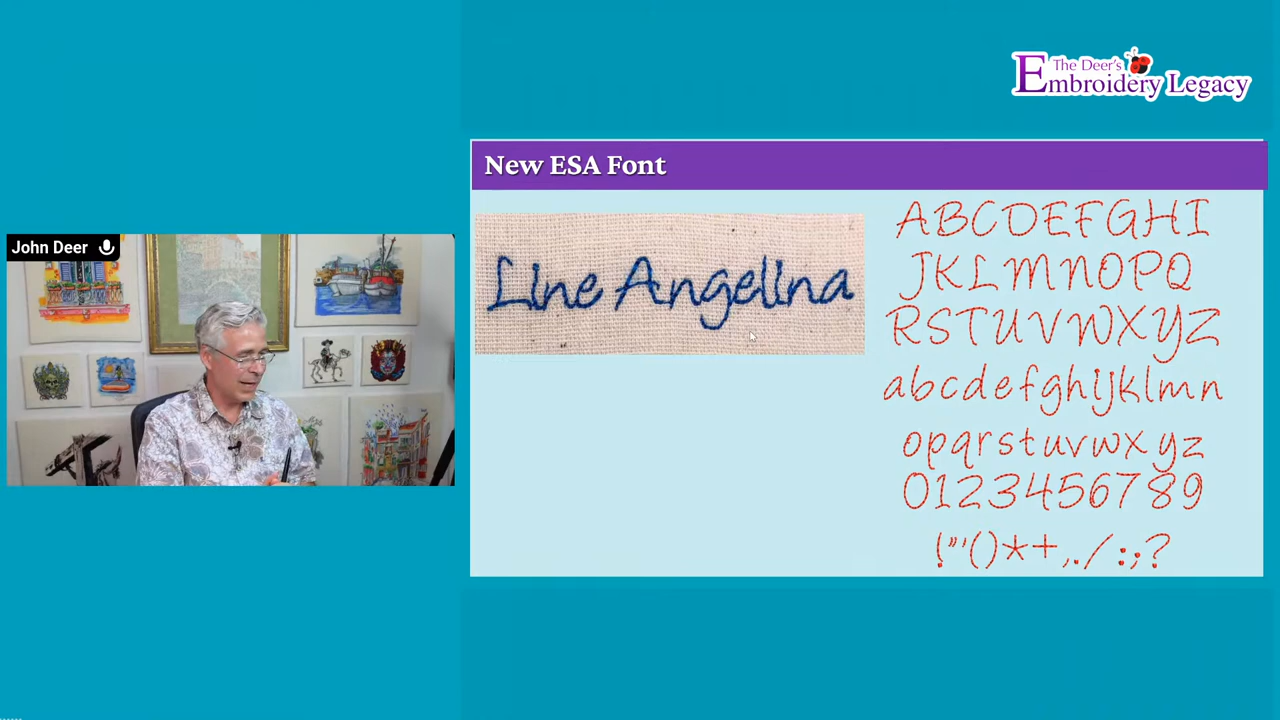 The Deer's
Embroidery Legacy
New ESA Font
John Deer
Line Angelina
ABCDEFGHI
JKLMNOPQ
RSTUVWXYZ
abcdefghijklmn
opqrstuvwxyz
0123456789
!"'()*+,./:;?